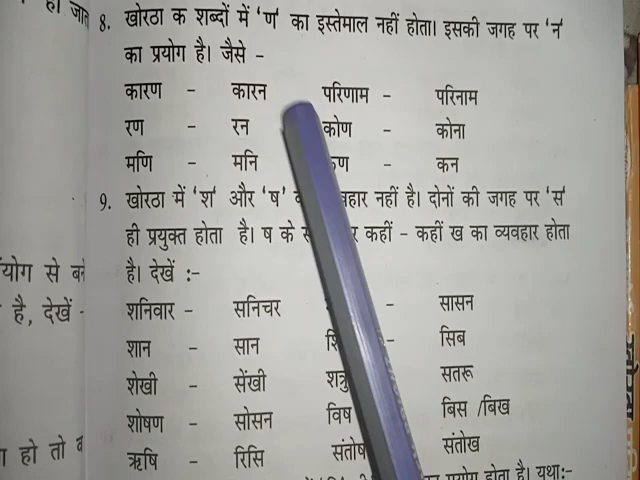 8. खोरठा क शब्दों में 'ण' का इस्तेमाल नहीं होता। इसकी जगह पर 'न'
का प्रयोग है। जैसे –
कारण – कारन परिणाम – परिनाम
रण – रन कोण – कोना
मणि – मनि कन
9. खोरठा में 'श' और 'ष' नहीं है। दोनों की जगह पर 'स'
ही प्रयुक्त होता है। ष के कहीं – कहीं ख का व्यवहार होता
है। देखें :–
शनिवार – सनिचर – सासन
शान – सान – सिब
शेखी – सेंखी सतरू
शोषण – सोसन विष बिस /बिख
ऋषि – रिसि संतोष संतोख
होता है। यथा:–
योग से
है, देखें –
हो तो